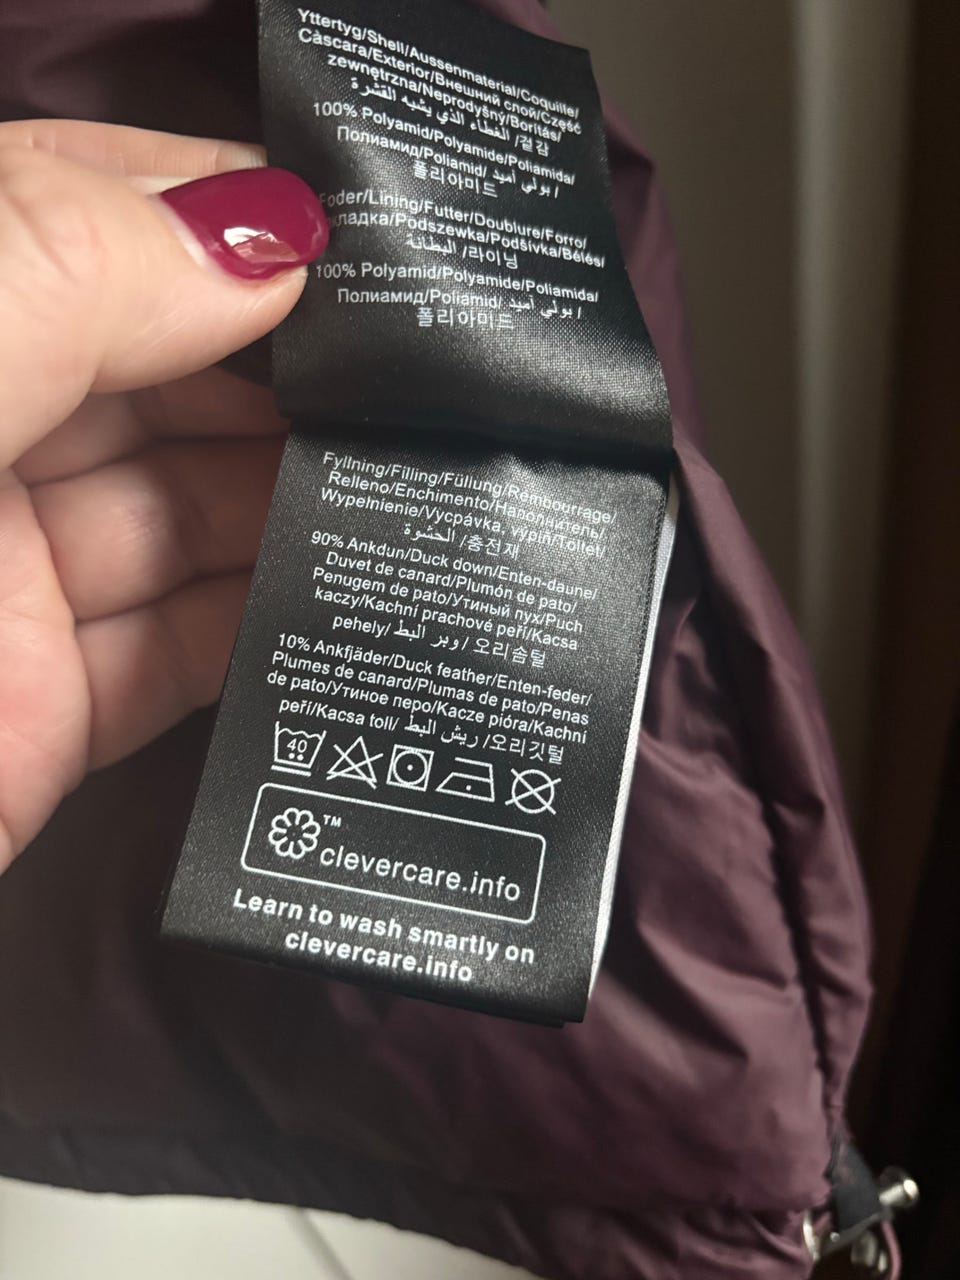 Yttertyg/Shell/Aussenmaterial/Coquille/
Càscara/Exterior/Внешний слой/Część
zewnętrzna/Neprodyšný/Borítás/
الغطاء الذي يشبه القشرة /겉감
100% Polyamid/Polyamide/Poliamida/
Полиамид/Poliamid/ بولي أميد /
폴리아미드
Foder/Lining/Futter/Doublure/Forro/
кладка/Podszewka/Podšívka/Bélés/
البطانة /라이닝
100% Polyamid/Polyamide/Poliamida/
Полиамид/Poliamid/ بولي أميد /
폴리아미드
Fyllning/Filling/Füllung/Rembourrage/
Relleno/Enchimento/Наполнитель/
Wypełnienie/Vycpávka, výpln/Töltet/
الحشوة /충전재
90% Ankdun/Duck down/Enten-daune/
Duvet de canard/Plumón de pato/
Penugem de pato/Утиный пух/Puch
kaczy/Kachní prachové peří/Kacsa
pehely/ وبر البط /오리솜털
10% Ankfjäder/Duck feather/Enten-feder/
Plumes de canard/Plumas de pato/Penas
de pato/Утиное перо/Kacze pióra/Kachní
peří/Kacsa toll/ ريش البط /오리깃털
40
TM
clevercare.info
Learn to wash smartly on
clevercare.info